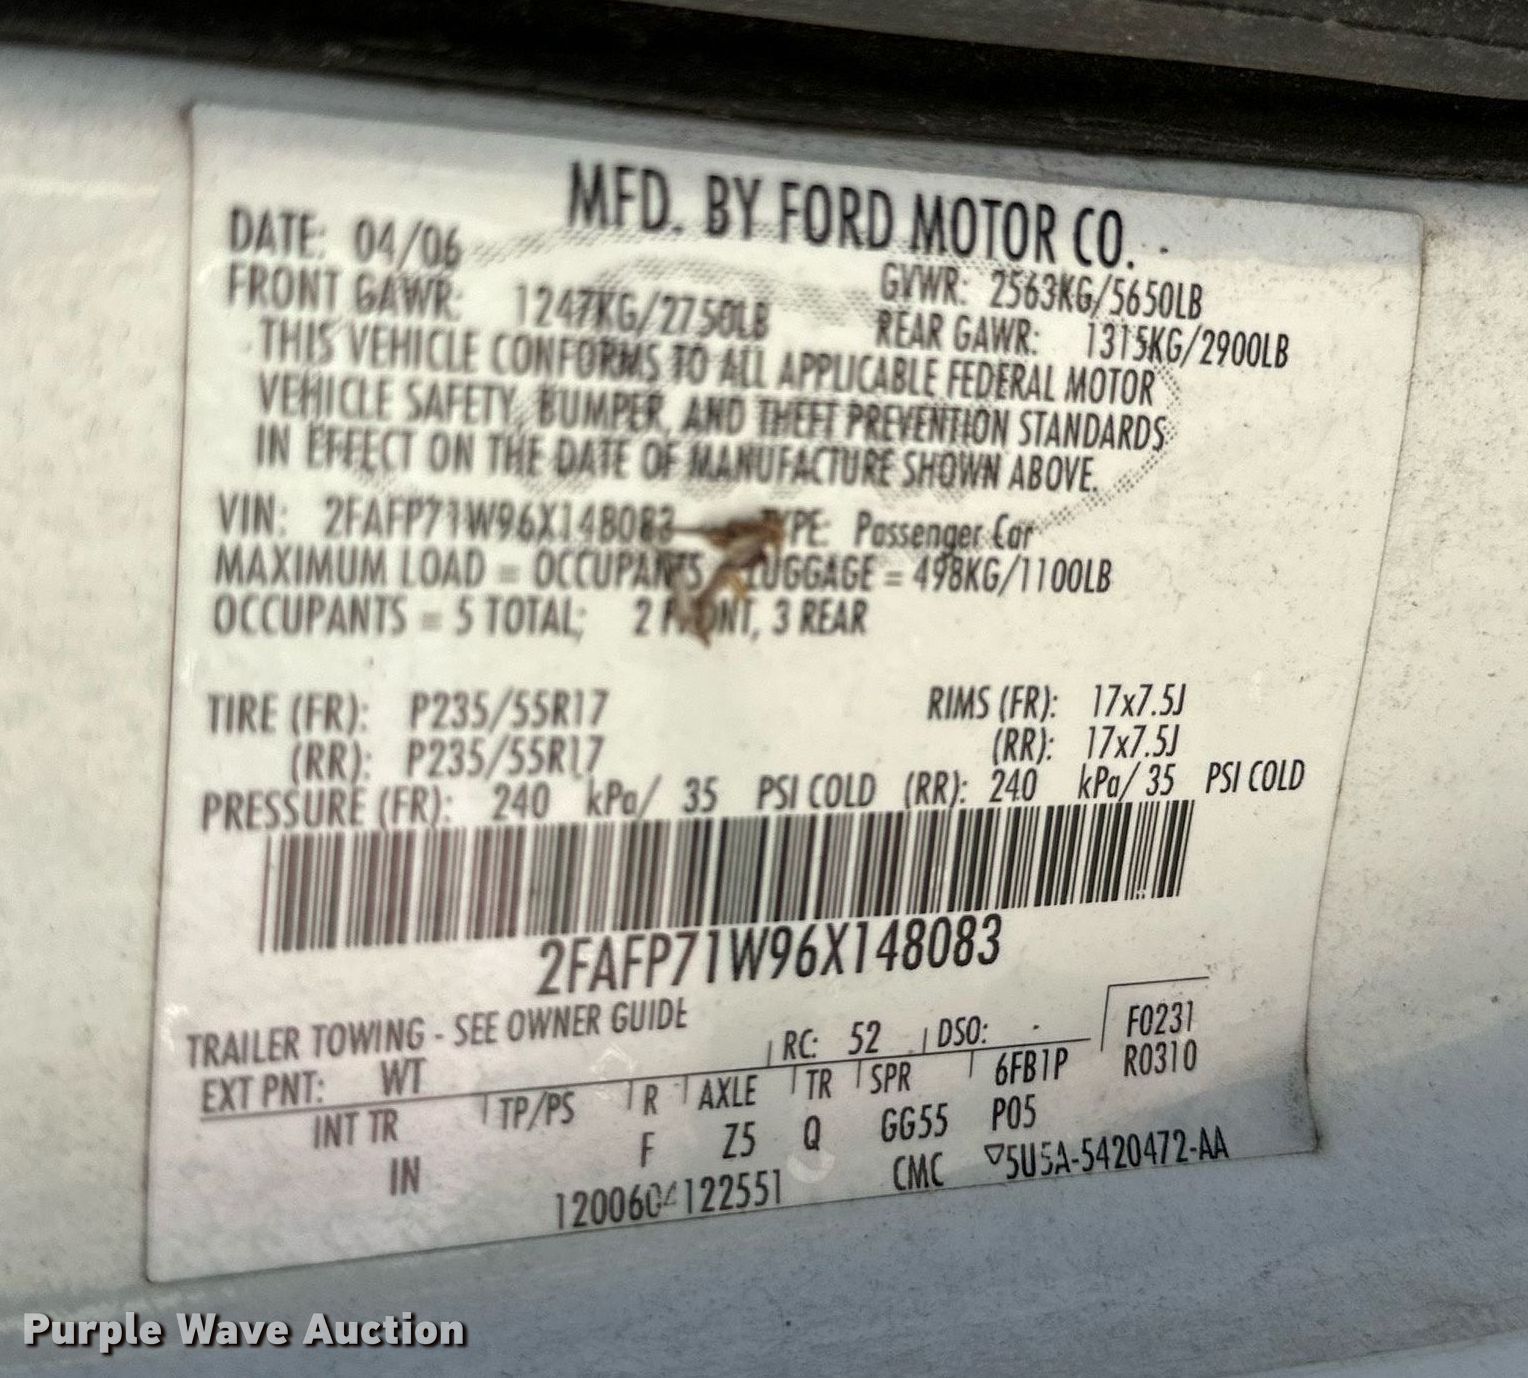 MFD. BY FORD MOTOR CO.
DATE: 04/06
GVWR: 2563KG/5650LB
FRONT GAWR: 1247KG/2750LB
REAR GAWR: 1315KG/2900LB
THIS VEHICLE CONFORMS TO ALL APPLICABLE FEDERAL MOTOR
VEHICLE SAFETY, BUMPER, AND THEFT PREVENTION STANDARDS
IN EFFECT ON THE DATE OF MANUFACTURE SHOWN ABOVE.
VIN: 2FAFP71W96X148083 TYPE: Passenger Car
MAXIMUM LOAD = OCCUPANTS LUGGAGE = 498KG/1100LB
OCCUPANTS = 5 TOTAL; 2 FRONT, 3 REAR
TIRE (FR): P235/55R17 RIMS (FR): 17x7.5J
(RR): P235/55R17 (RR): 17x7.5J
PRESSURE (FR): 240 kPa/ 35 PSI COLD (RR): 240 kPa/ 35 PSI COLD
2FAFP71W96X148083
TRAILER TOWING - SEE OWNER GUIDE
EXT PNT: WT RC: 52 DSO: F0231
INT TR TP/PS R AXLE TR SPR 6FB1P R0310
IN F Z5 Q GG55 P05
1200604122551 CMC ▽5U5A-5420472-AA
Purple Wave Auction